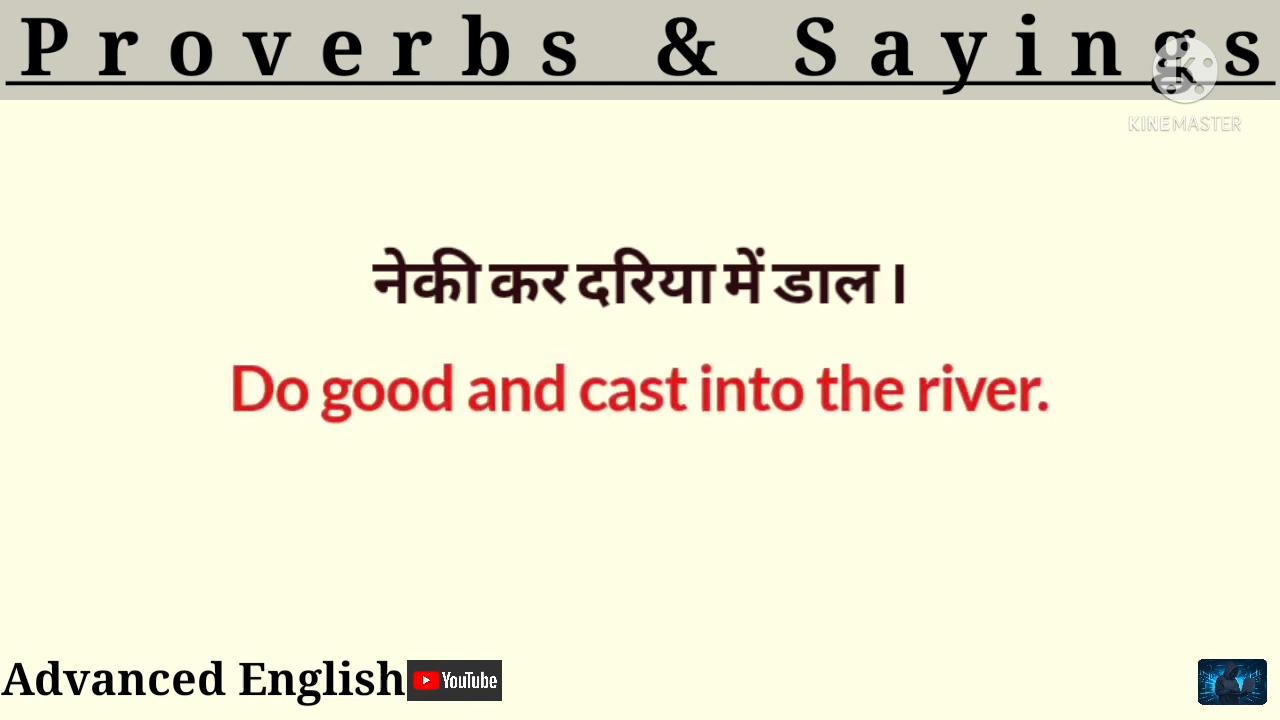 Proverbs & Sayings
KINEMASTER
नेकी कर दरिया में डाल ।
Do good and cast into the river.
Advanced English YouTube